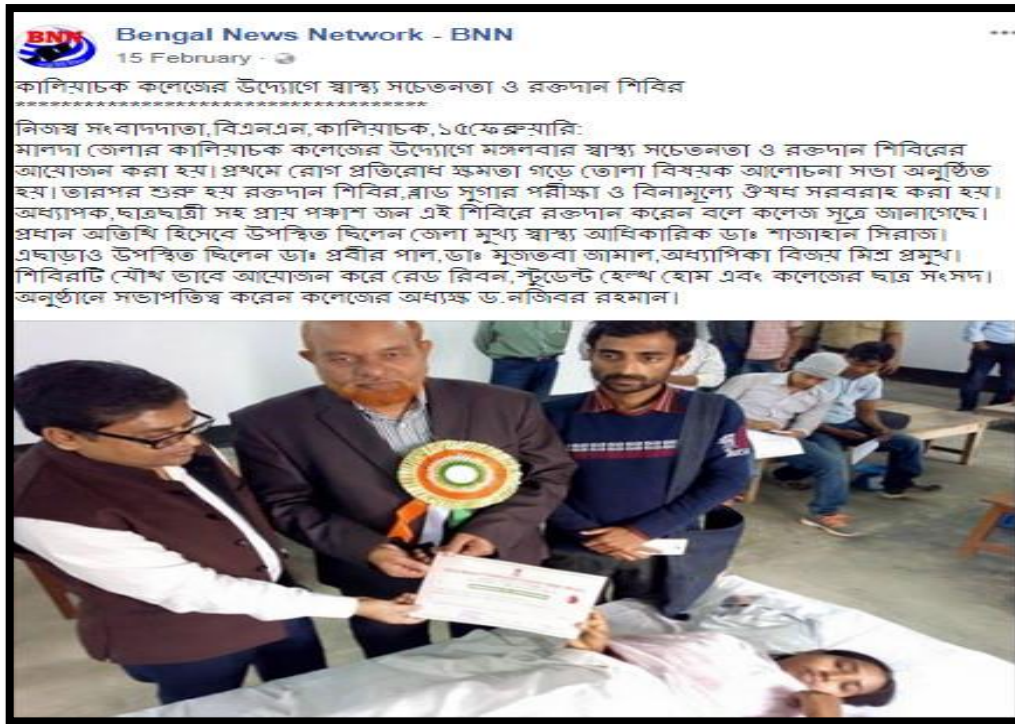 BNN
Bengal News Network - BNN
15 February ·
কালিয়াচক কলেজের উদ্যোগে স্বাস্থ্য সচেতনতা ও রক্তদান শিবির
************************************
নিজস্ব সংবাদদাতা,বিএনএন,কালিয়াচক,১৫ফেব্রুয়ারি:
মালদা জেলার কালিয়াচক কলেজের উদ্যোগে মঙ্গলবার স্বাস্থ্য সচেতনতা ও রক্তদান শিবিরের
আয়োজন করা হয়। প্রথমে রোগ প্রতিরোধ ক্ষমতা গড়ে তোলা বিষয়ক আলোচনা সভা অনুষ্ঠিত
হয়। তারপর শুরু হয় রক্তদান শিবির,ব্লাড সুগার পরীক্ষা ও বিনামূল্যে ঔষধ সরবরাহ করা হয়।
অধ্যাপক,ছাত্রছাত্রী সহ প্রায় পঞ্চাশ জন এই শিবিরে রক্তদান করেন বলে কলেজ সূত্রে জানাগেছে।
প্রধান অতিথি হিসেবে উপস্থিত ছিলেন জেলা মুখ্য স্বাস্থ্য আধিকারিক ডাঃ শাজাহান সিরাজ।
এছাড়াও উপস্থিত ছিলেন ডাঃ প্রবীর পাল,ডাঃ মুজতবা জামাল,অধ্যাপিকা বিজয় মিশ্র প্রমুখ।
শিবিরটি যৌথ ভাবে আয়োজন করে রেড রিবন,স্টুডেন্ট হেল্থ হোম এবং কলেজের ছাত্র সংসদ।
অনুষ্ঠানে সভাপতিত্ব করেন কলেজের অধ্যক্ষ ড.নজিবর রহমান।